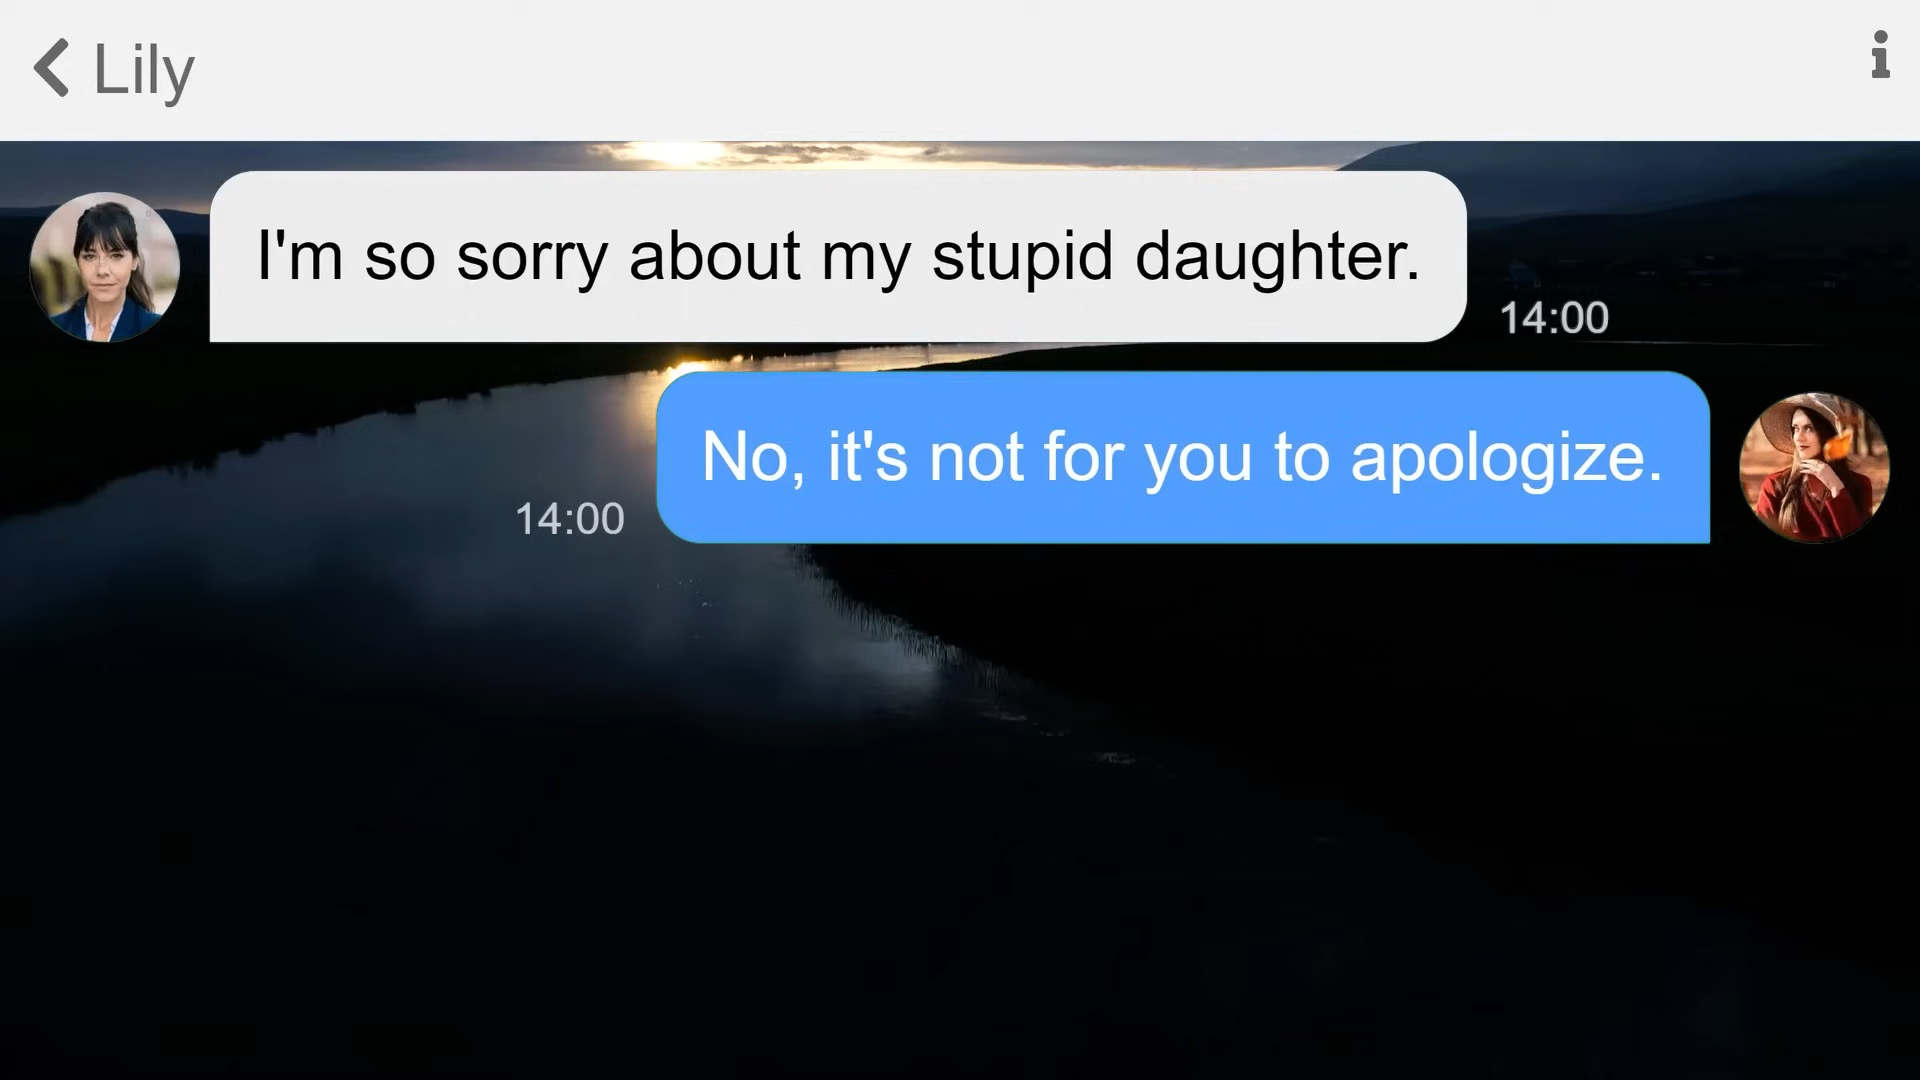 Lily
I'm so sorry about my stupid daughter.
14:00
No, it's not for you to apologize.
14:00